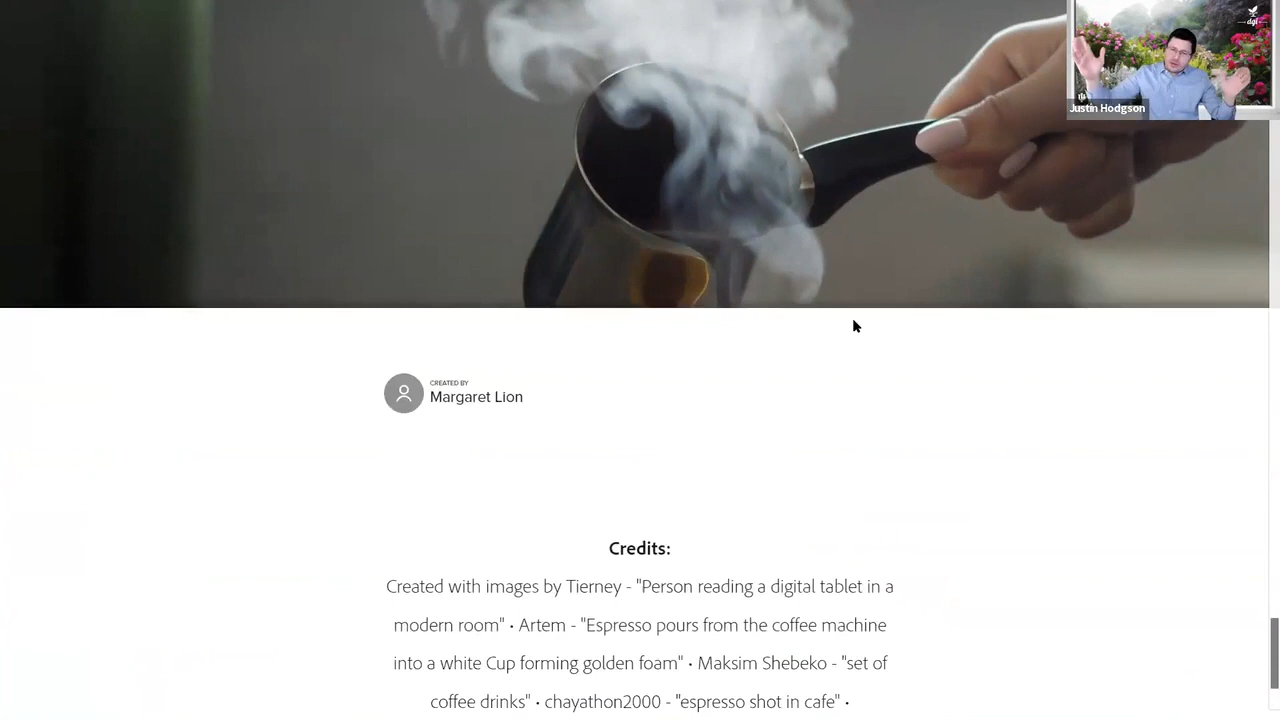 dgi
Justin Hodgson
CREATED BY
Margaret Lion
Credits:
Created with images by Tierney - "Person reading a digital tablet in a
modern room" • Artem - "Espresso pours from the coffee machine
into a white Cup forming golden foam" • Maksim Shebeko - "set of
coffee drinks" • chayathon2000 - "espresso shot in cafe" •